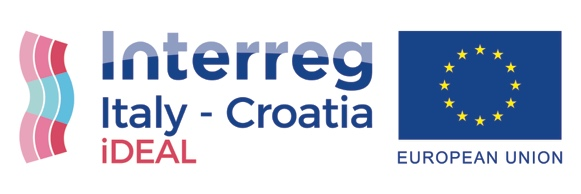 Interreg
Italy - Croatia
iDEAL
EUROPEAN UNION